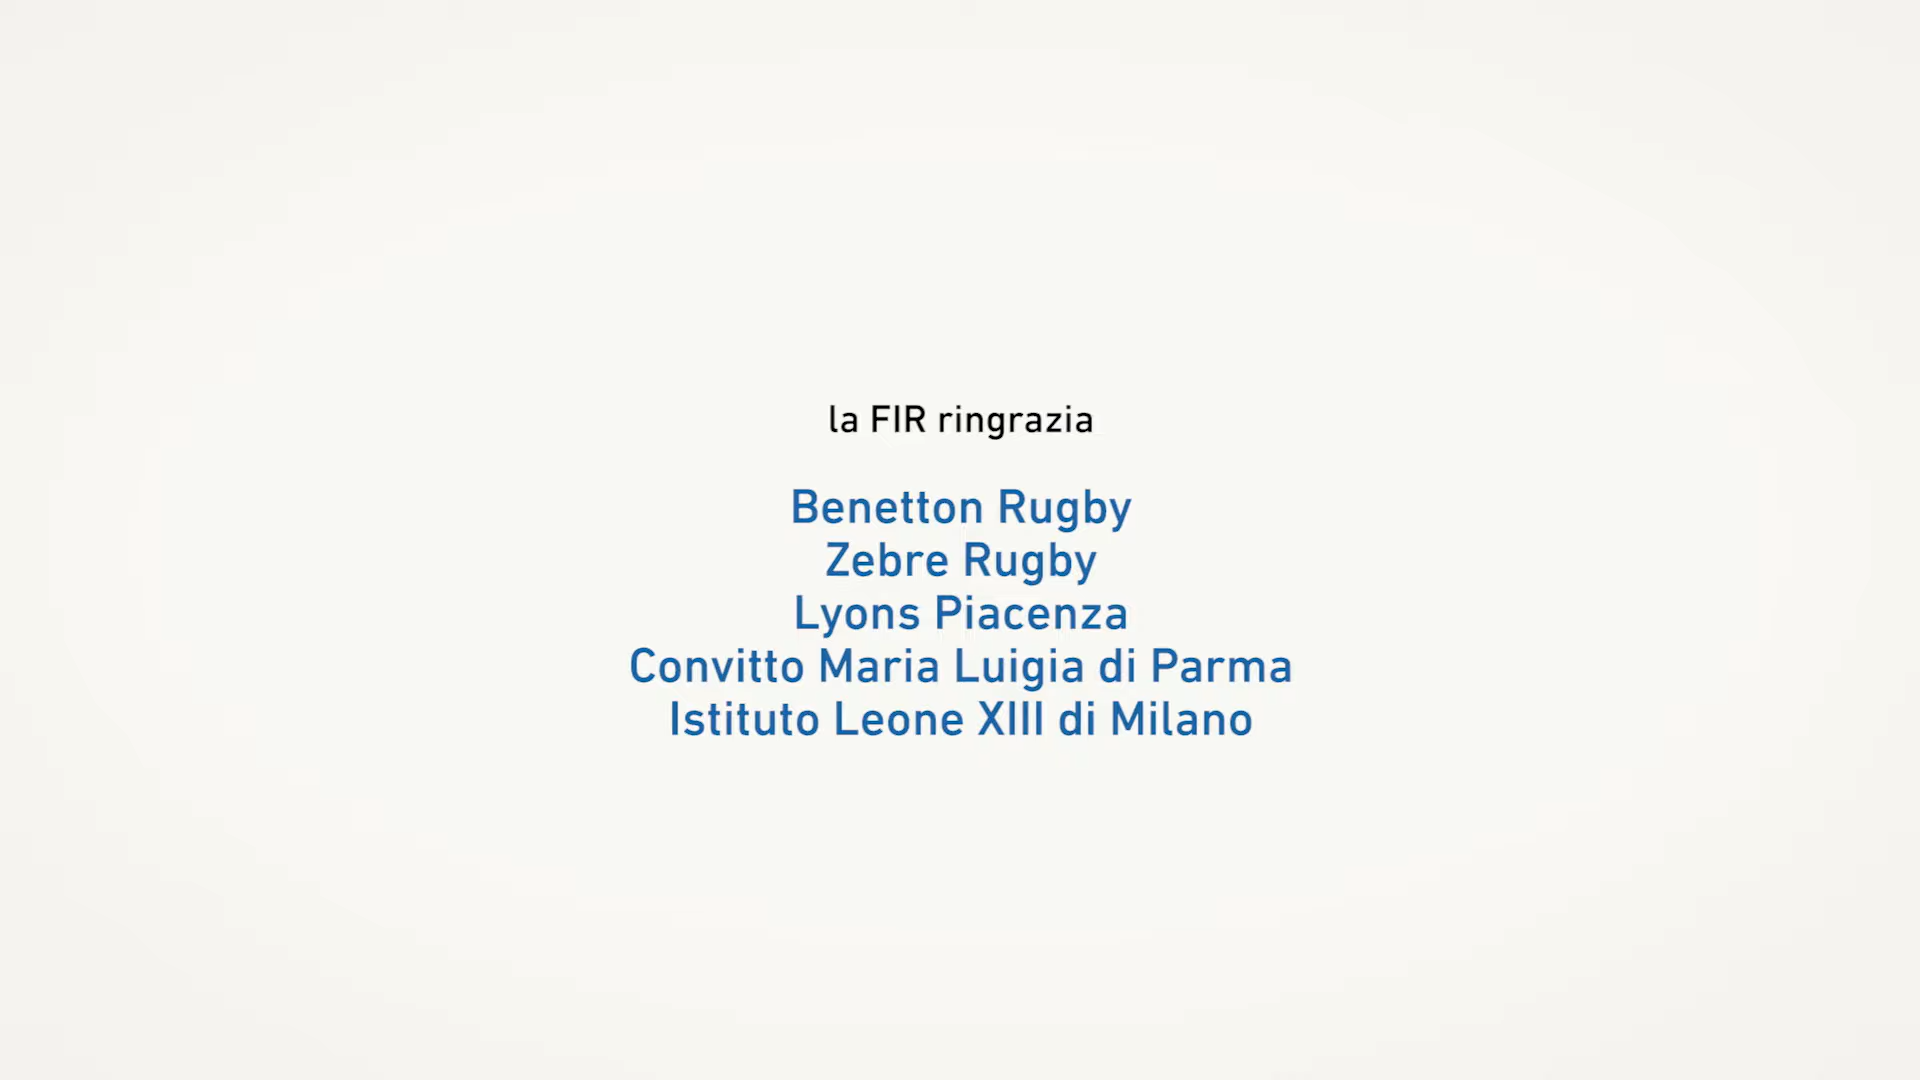 la FIR ringrazia
Benetton Rugby
Zebre Rugby
Lyons Piacenza
Convitto Maria Luigia di Parma
Istituto Leone XIII di Milano